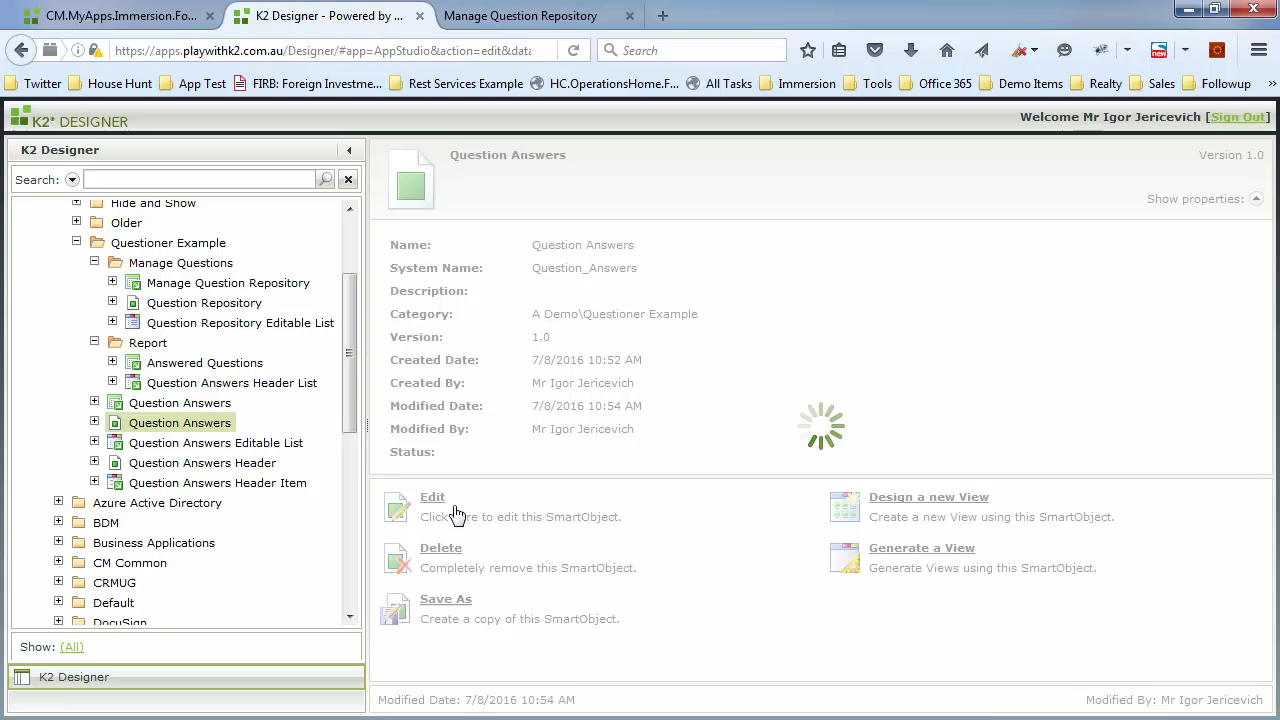 CM.MyApps.Immersion.Fo...
K2 Designer - Powered by ...
Manage Question Repository
https://apps.playwithk2.com.au/Designer/#app=AppStudio&action=edit&data
Search
new
Twitter
House Hunt
App Test
FIRB: Foreign Investme...
Rest Services Example
HC.OperationsHome.F...
All Tasks
Immersion
Tools
Office 365
Demo Items
Realty
Sales
Followup
K2 DESIGNER
Welcome Mr Igor Jericevich [Sign Out]
K2 Designer
Search:
Hide and Show
Older
Questioner Example
Manage Questions
Manage Question Repository
Question Repository
Question Repository Editable List
Report
Answered Questions
Question Answers Header List
Question Answers
Question Answers
Question Answers Editable List
Question Answers Header
Question Answers Header Item
Azure Active Directory
BDM
Business Applications
CM Common
CRMUG
Default
DocuSign
Show: (All)
K2 Designer
Question Answers
Version 1.0
Show properties:
Name: Question Answers
System Name: Question_Answers
Description:
Category: A Demo\Questioner Example
Version: 1.0
Created Date: 7/8/2016 10:52 AM
Created By: Mr Igor Jericevich
Modified Date: 7/8/2016 10:54 AM
Modified By: Mr Igor Jericevich
Status:
Edit
Click here to edit this SmartObject.
Delete
Completely remove this SmartObject.
Save As
Create a copy of this SmartObject.
Design a new View
Create a new View using this SmartObject.
Generate a View
Generate Views using this SmartObject.
Modified Date: 7/8/2016 10:54 AM
Modified By: Mr Igor Jericevich